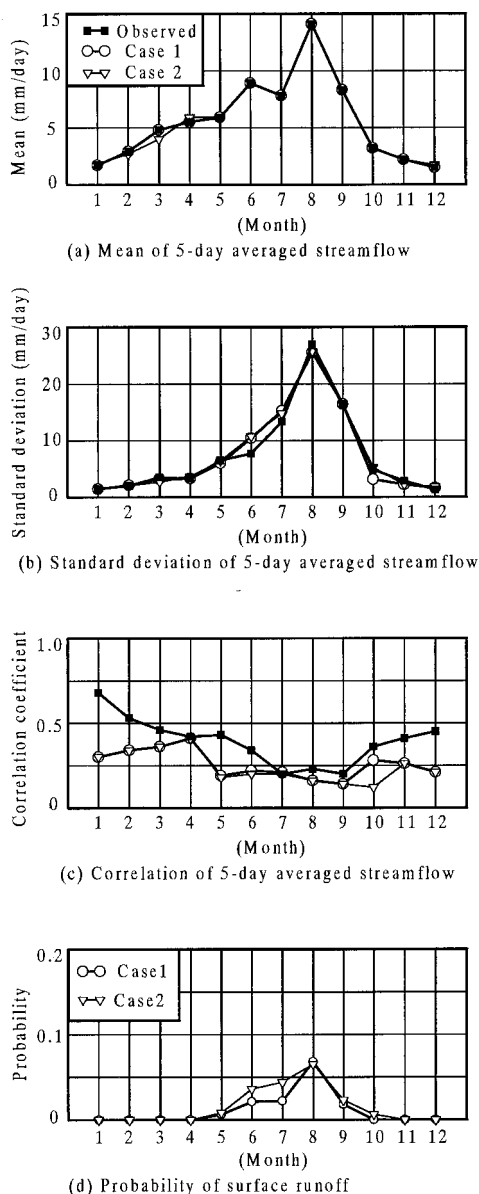 15
10
5
0
Mean (mm/day)
Observed
Case 1
Case 2
1 2 3 4 5 6 7 8 9 10 11 12
(Month)
(a) Mean of 5-day averaged streamflow
30
20
10
0
Standard deviation (mm/day)
1 2 3 4 5 6 7 8 9 10 11 12
(Month)
(b) Standard deviation of 5-day averaged streamflow
1.0
0.5
0
Correlation coefficient
1 2 3 4 5 6 7 8 9 10 11 12
(Month)
(c) Correlation of 5-day averaged streamflow
0.2
0.1
0
Probability
Case1
Case2
1 2 3 4 5 6 7 8 9 10 11 12
(Month)
(d) Probability of surface runoff